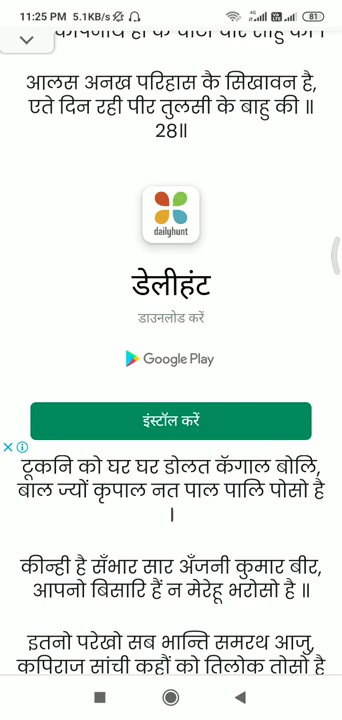 11:25 PM 5.1KB/s
4G
81
आलस अनख परिहास कै सिखावन है,
एते दिन रही पीर तुलसी के बाहु की ॥
28॥
dailyhunt
डेलीहंट
डाउनलोड करें
Google Play
इंस्टॉल करें
टूकनि को घर घर डोलत कँगाल बोलि,
बाल ज्यों कृपाल नत पाल पालि पोसो है
।
कीन्ही है सँभार सार अँजनी कुमार बीर,
आपनो बिसारि हैं न मेरेहू भरोसो है ॥
इतनो परेखो सब भान्ति समरथ आजु,
कपिराज सांची कहौं को तिलोक तोसो है